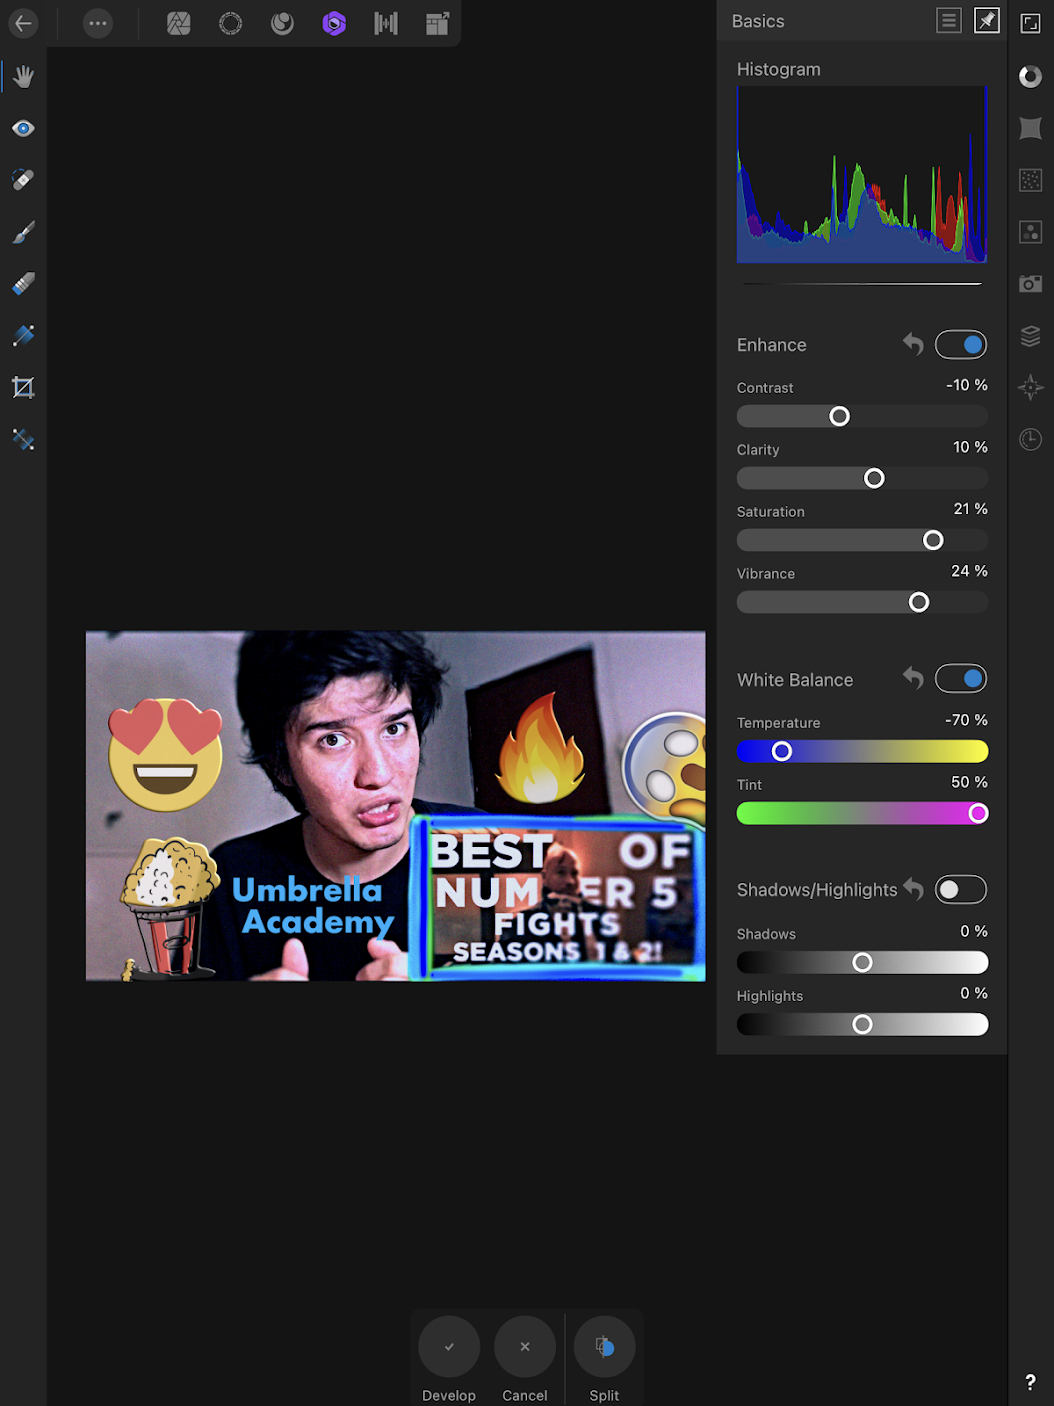 Basics
Histogram
Enhance
Contrast -10 %
Clarity 10 %
Saturation 21 %
Vibrance 24 %
White Balance
Temperature -70 %
Tint 50 %
Shadows/Highlights
Shadows 0 %
Highlights 0 %
BEST OF
NUM ER 5
FIGHTS
SEASONS 1 & 2!
Umbrella
Academy
Develop Cancel Split
?